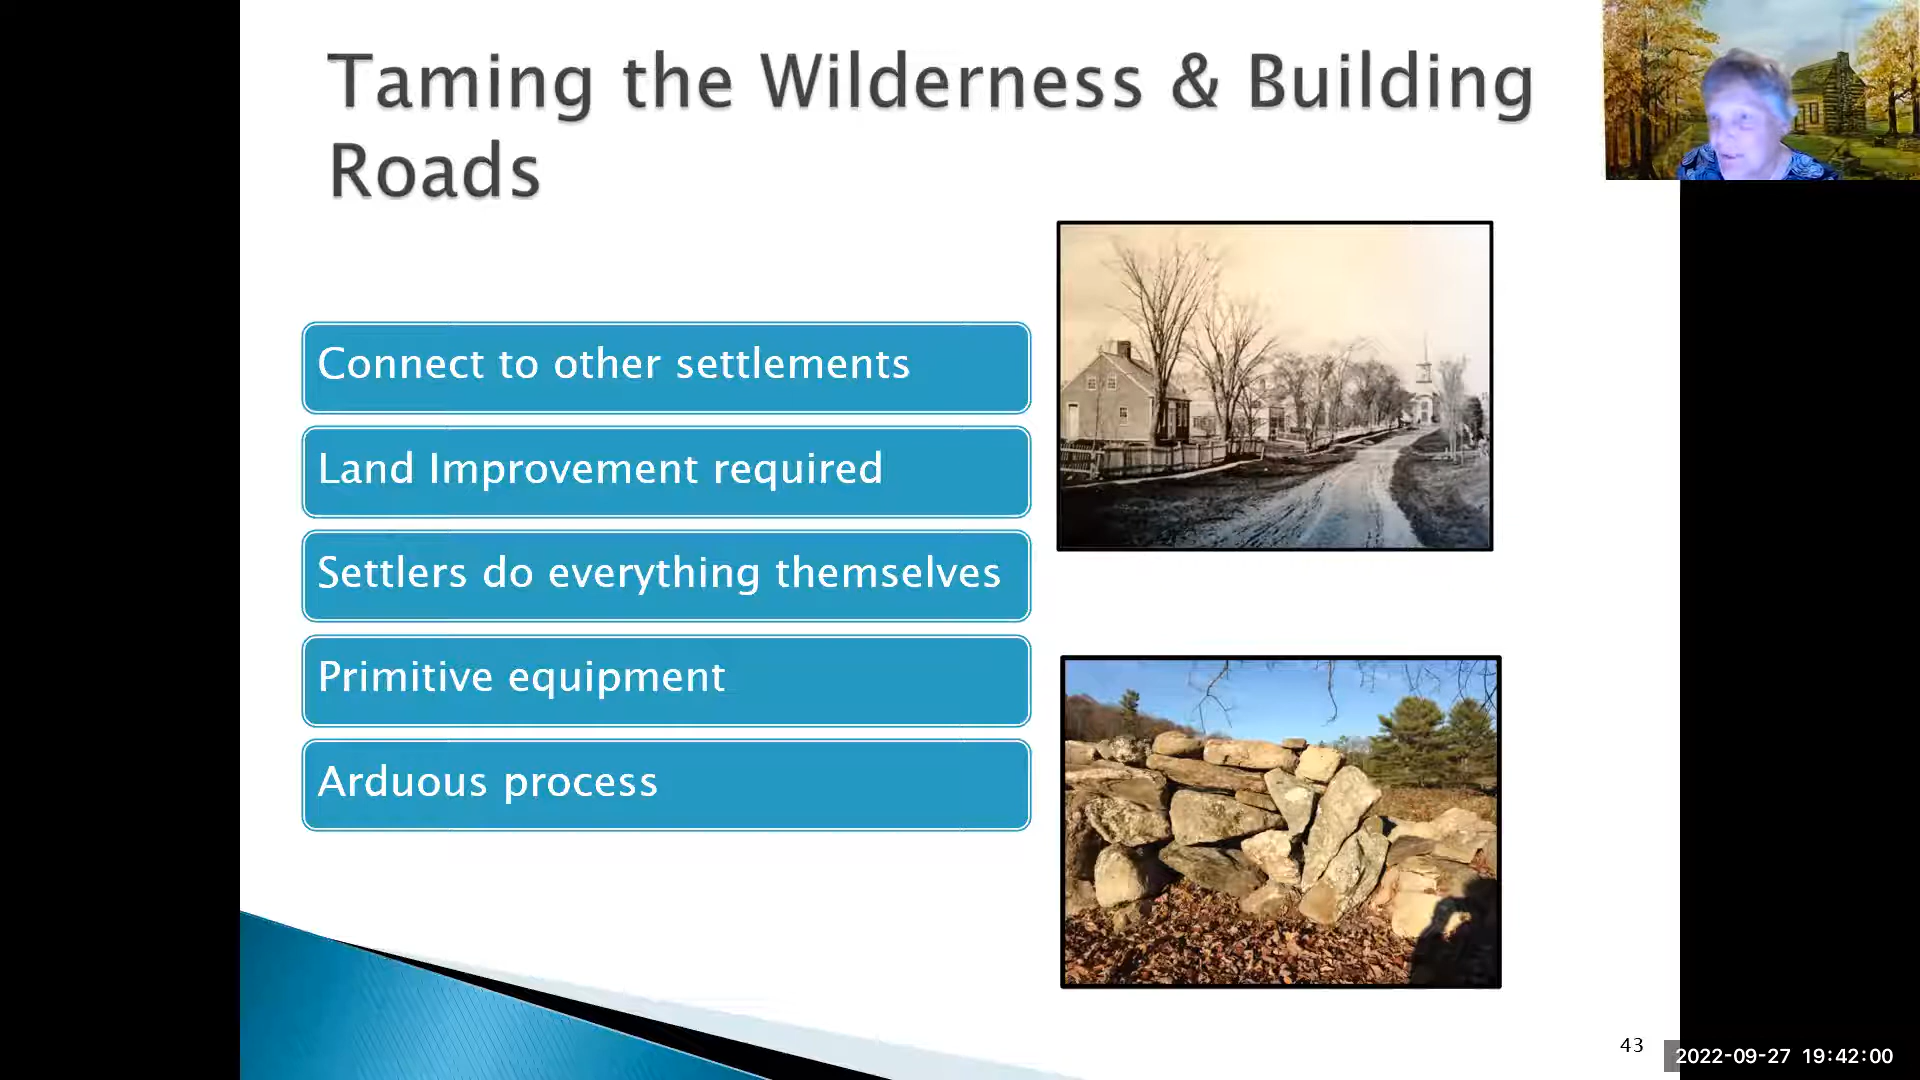 Taming the Wilderness & Building
Roads
Connect to other settlements
Land Improvement required
Settlers do everything themselves
Primitive equipment
Arduous process
43
2022-09-27 19:42:00